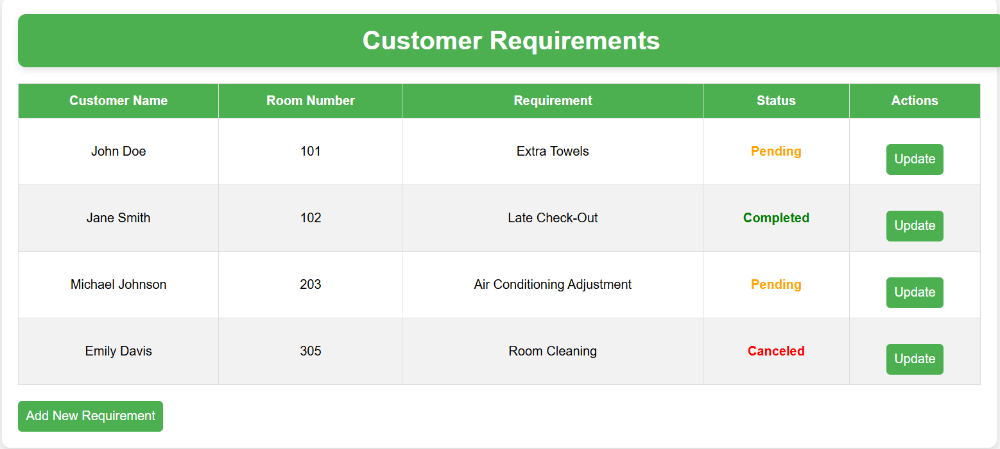 Customer Requirements
Customer Name Room Number Requirement Status Actions
John Doe 101 Extra Towels Pending Update
Jane Smith 102 Late Check-Out Completed Update
Michael Johnson 203 Air Conditioning Adjustment Pending Update
Emily Davis 305 Room Cleaning Canceled Update
Add New Requirement